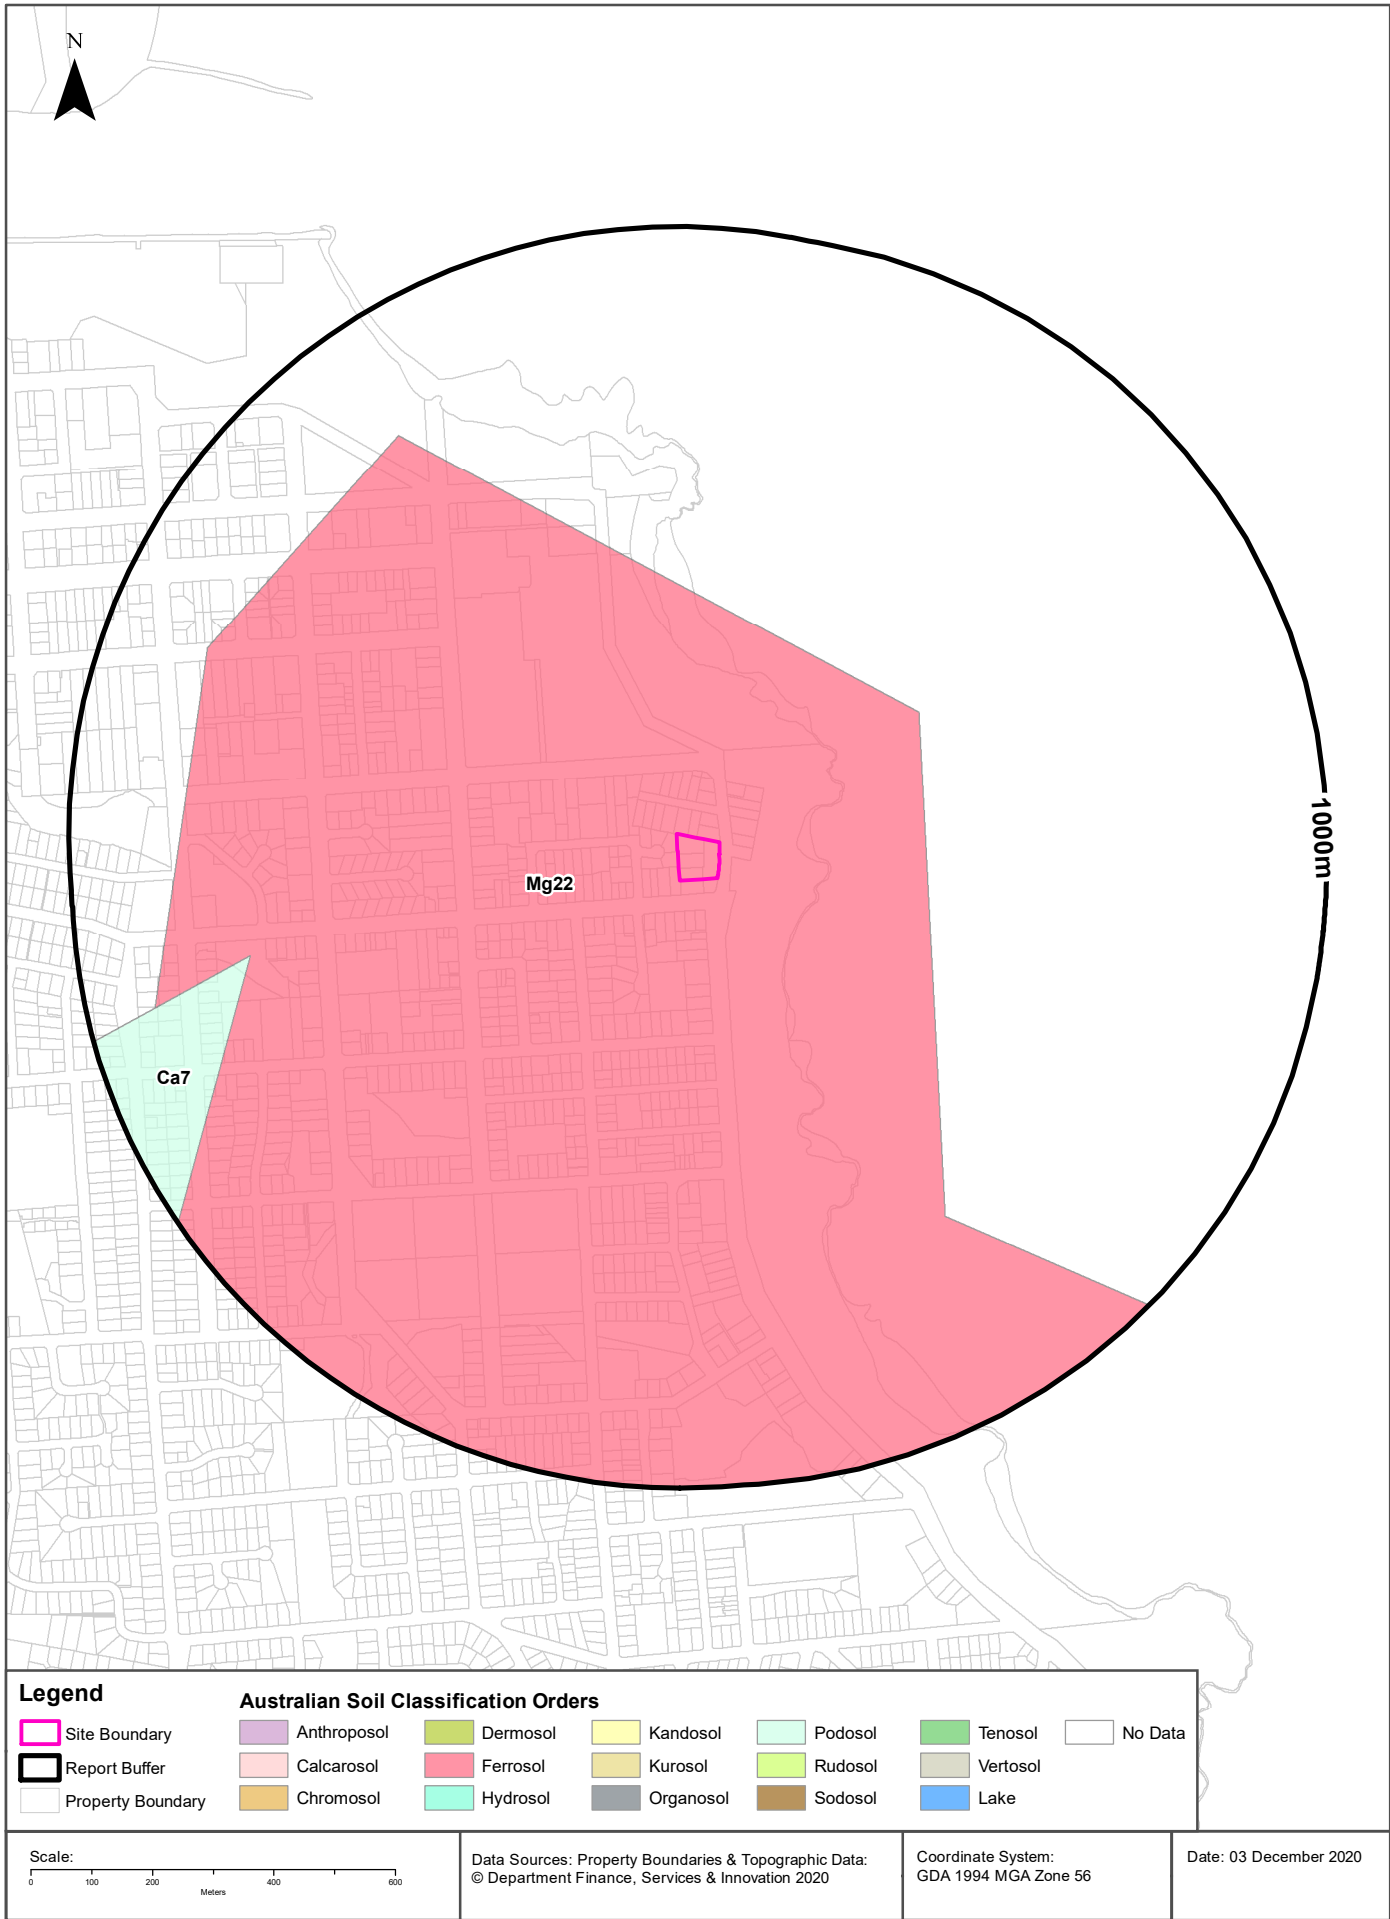 N
1000m
Mg22
Ca7
Legend
Site Boundary
Report Buffer
Property Boundary
Australian Soil Classification Orders
Anthroposol
Calcarosol
Chromosol
Dermosol
Ferrosol
Hydrosol
Kandosol
Kurosol
Organosol
Podosol
Rudosol
Sodosol
Tenosol
Vertosol
Lake
No Data
Scale:
0 100 200 400 600
Meters
Data Sources: Property Boundaries & Topographic Data:
© Department Finance, Services & Innovation 2020
Coordinate System:
GDA 1994 MGA Zone 56
Date: 03 December 2020